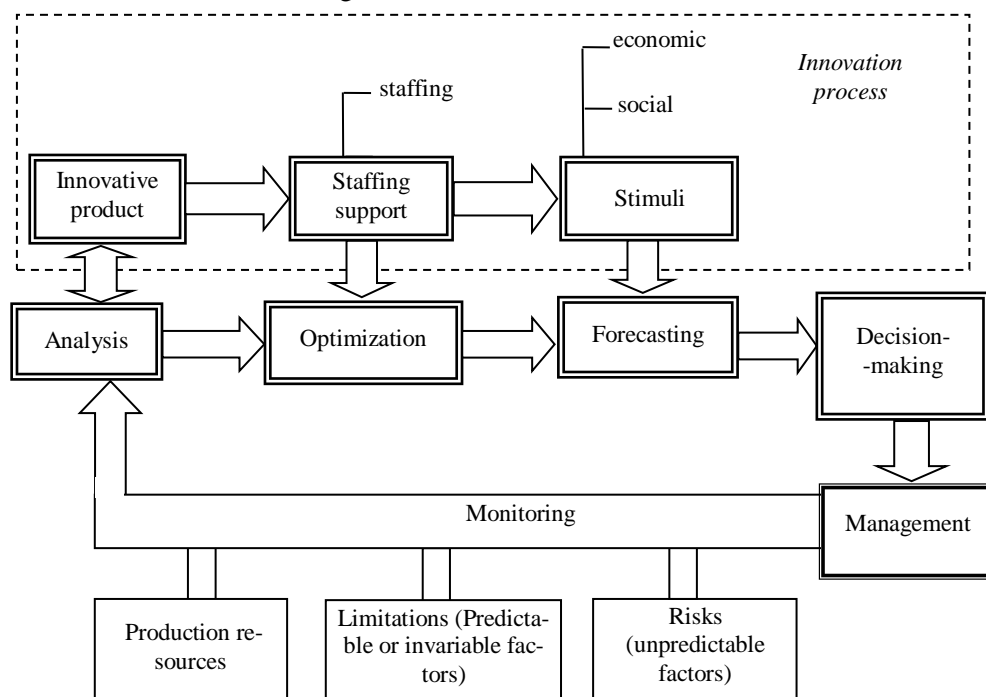 economic
Innovation
process
staffing
social
Innovative
product
Staffing
support
Stimuli
Analysis
Optimization
Forecasting
Decision-
-making
Monitoring
Management
Production re-
sources
Limitations (Predicta-
ble or invariable fac-
tors)
Risks
(unpredictable
factors)